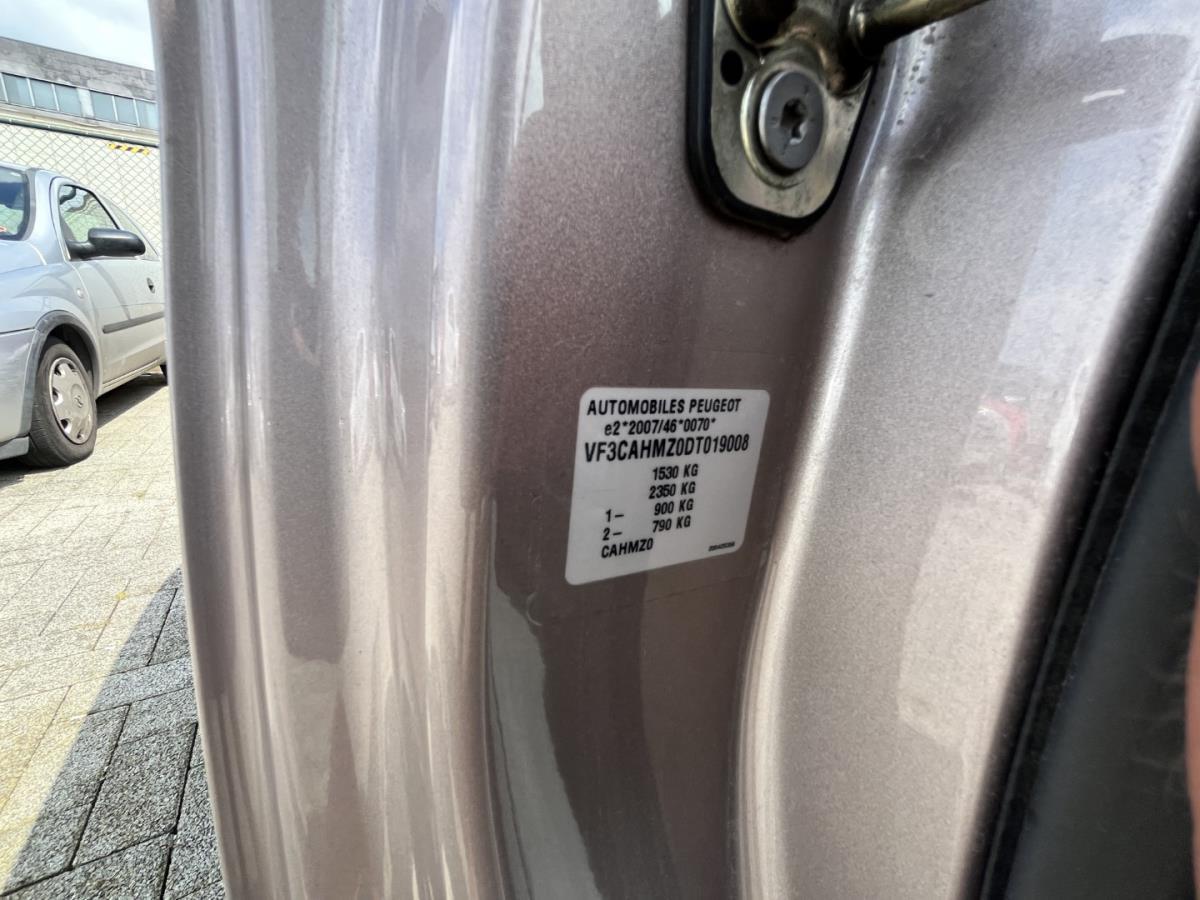 AUTOMOBILES PEUGEOT
e2*2007/46*0070*
VF3CAHMZ0DT019008
1530 KG
2350 KG
1– 900 KG
2– 790 KG
CAHMZ0